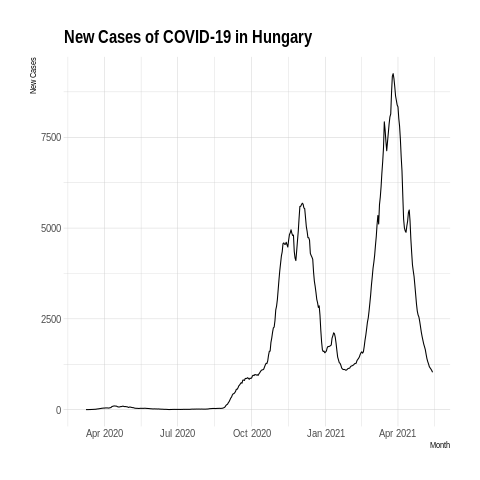 New Cases of COVID-19 in Hungary
New Cases
7500
5000
2500
0
Apr 2020
Jul 2020
Oct 2020
Jan 2021
Apr 2021
Month